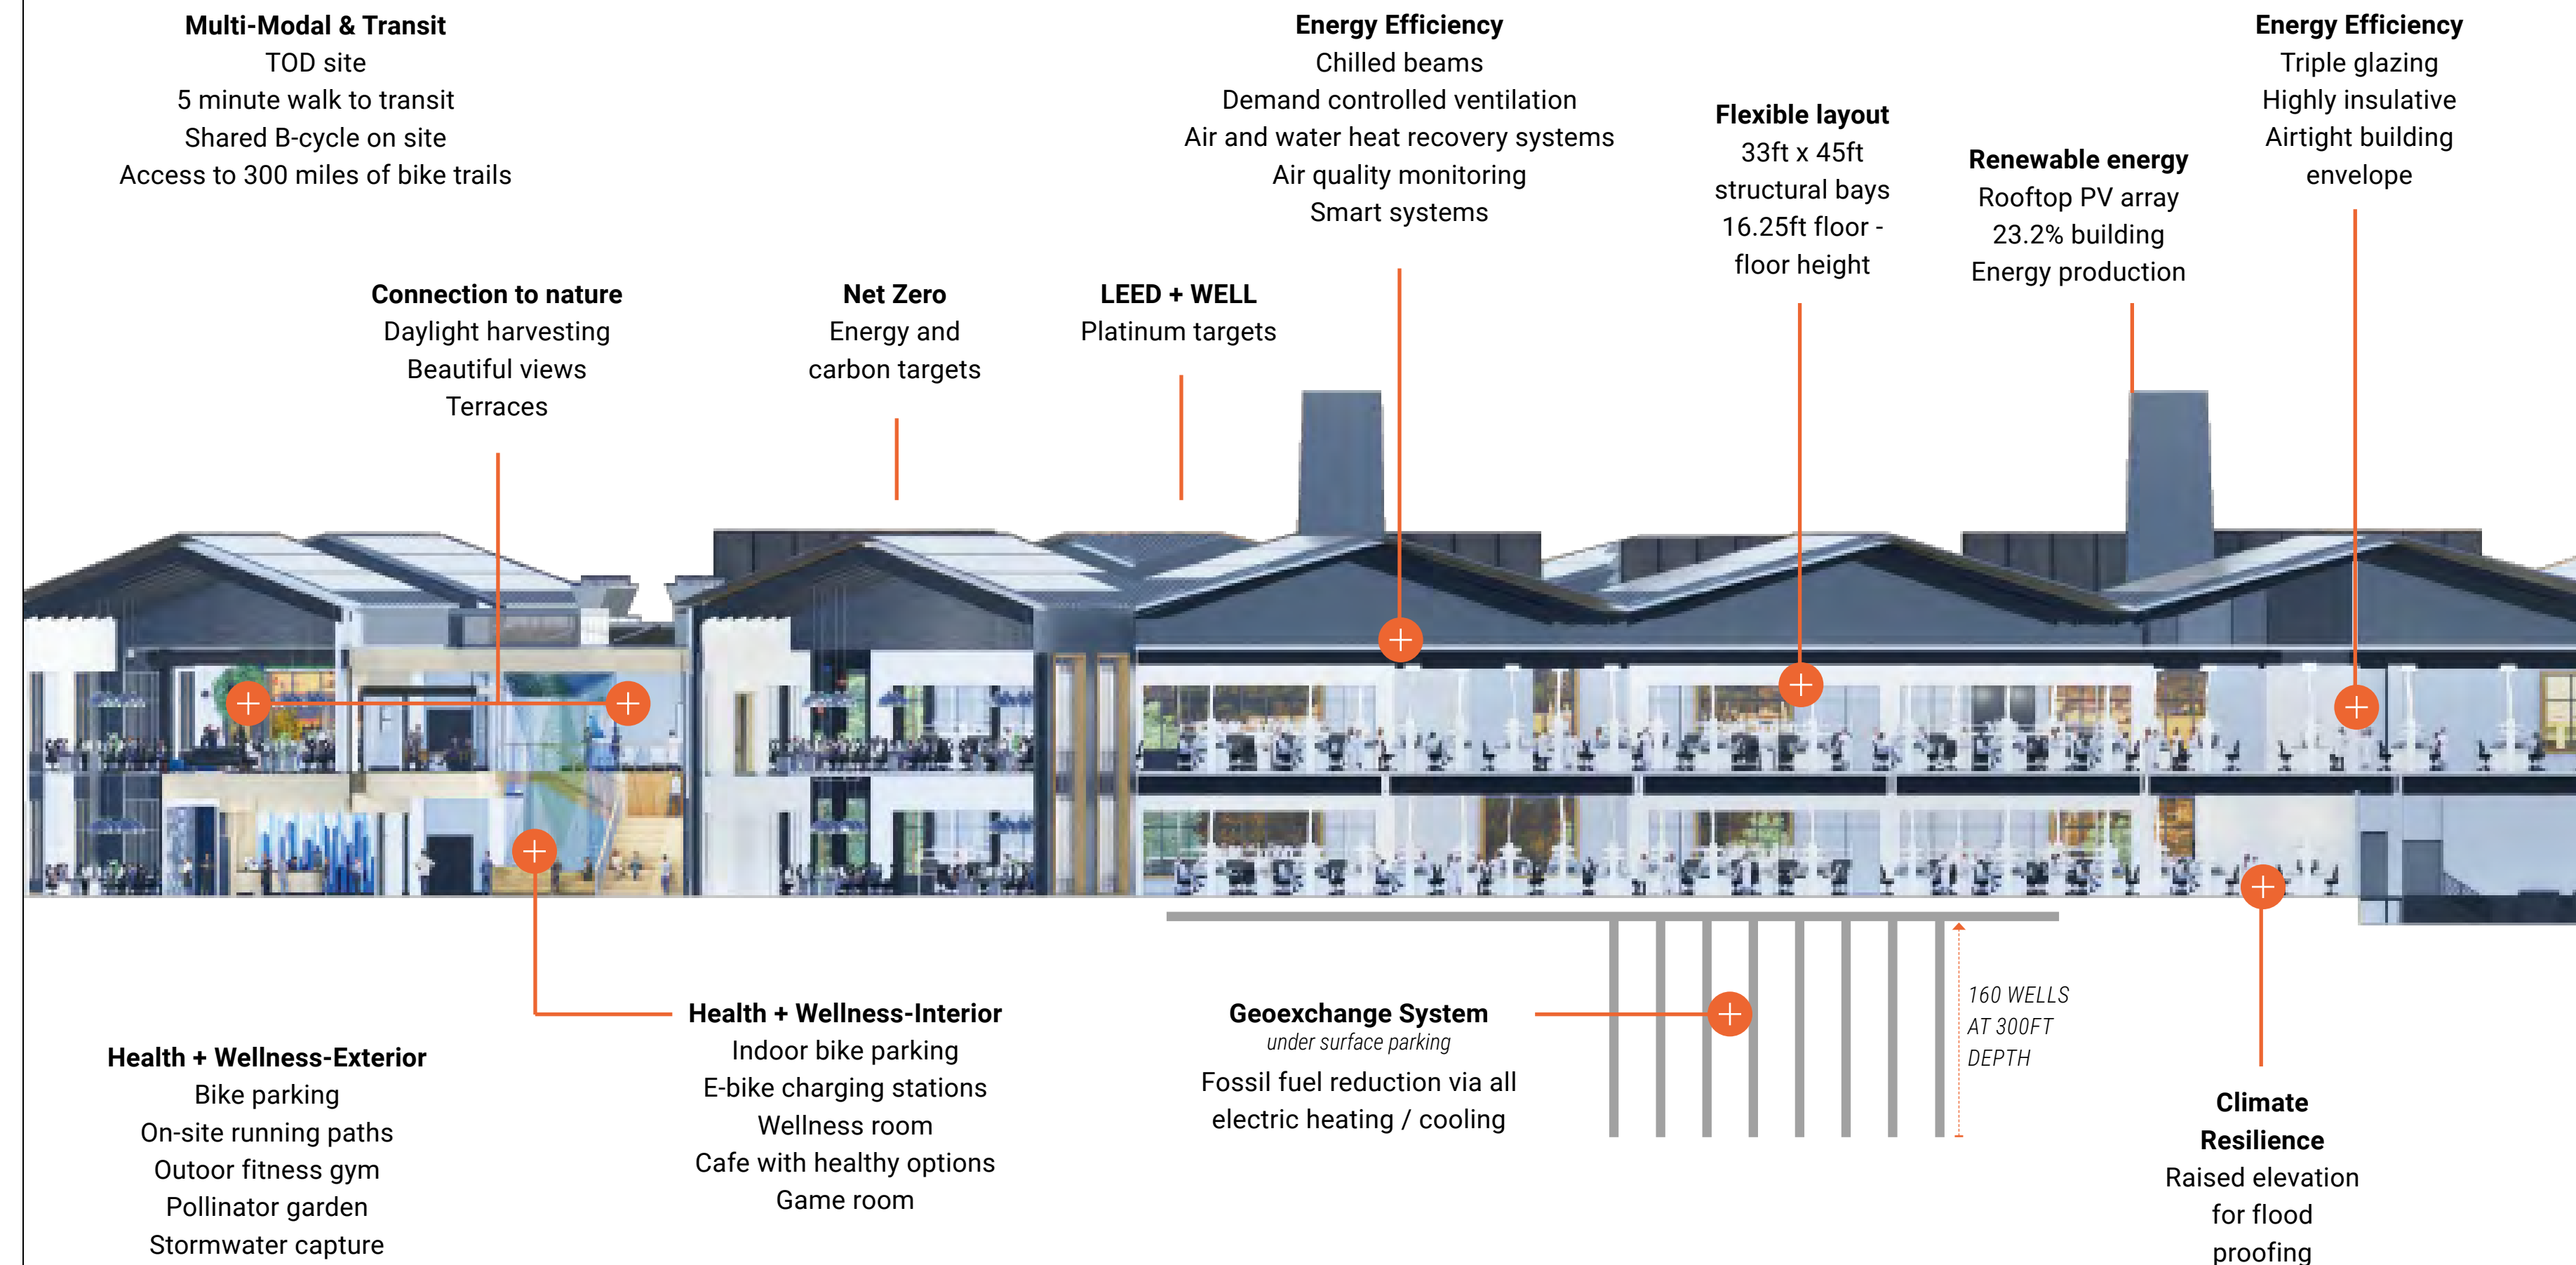 Multi-Modal & Transit
TOD site
5 minute walk to transit
Shared B-cycle on site
Access to 300 miles of bike trails
Connection to nature
Daylight harvesting
Beautiful views
Terraces
Net Zero
Energy and
carbon targets
LEED + WELL
Platinum targets
Energy Efficiency
Chilled beams
Demand controlled ventilation
Air and water heat recovery systems
Air quality monitoring
Smart systems
Flexible layout
33ft x 45ft
structural bays
16.25ft floor -
floor height
Renewable energy
Rooftop PV array
23.2% building
Energy production
Energy Efficiency
Triple glazing
Highly insulative
Airtight building
envelope
Health + Wellness-Exterior
Bike parking
On-site running paths
Outoor fitness gym
Pollinator garden
Stormwater capture
Health + Wellness-Interior
Indoor bike parking
E-bike charging stations
Wellness room
Cafe with healthy options
Game room
Geoexchange System
under surface parking
Fossil fuel reduction via all
electric heating / cooling
160 WELLS
AT 300FT
DEPTH
Climate
Resilience
Raised elevation
for flood
proofing